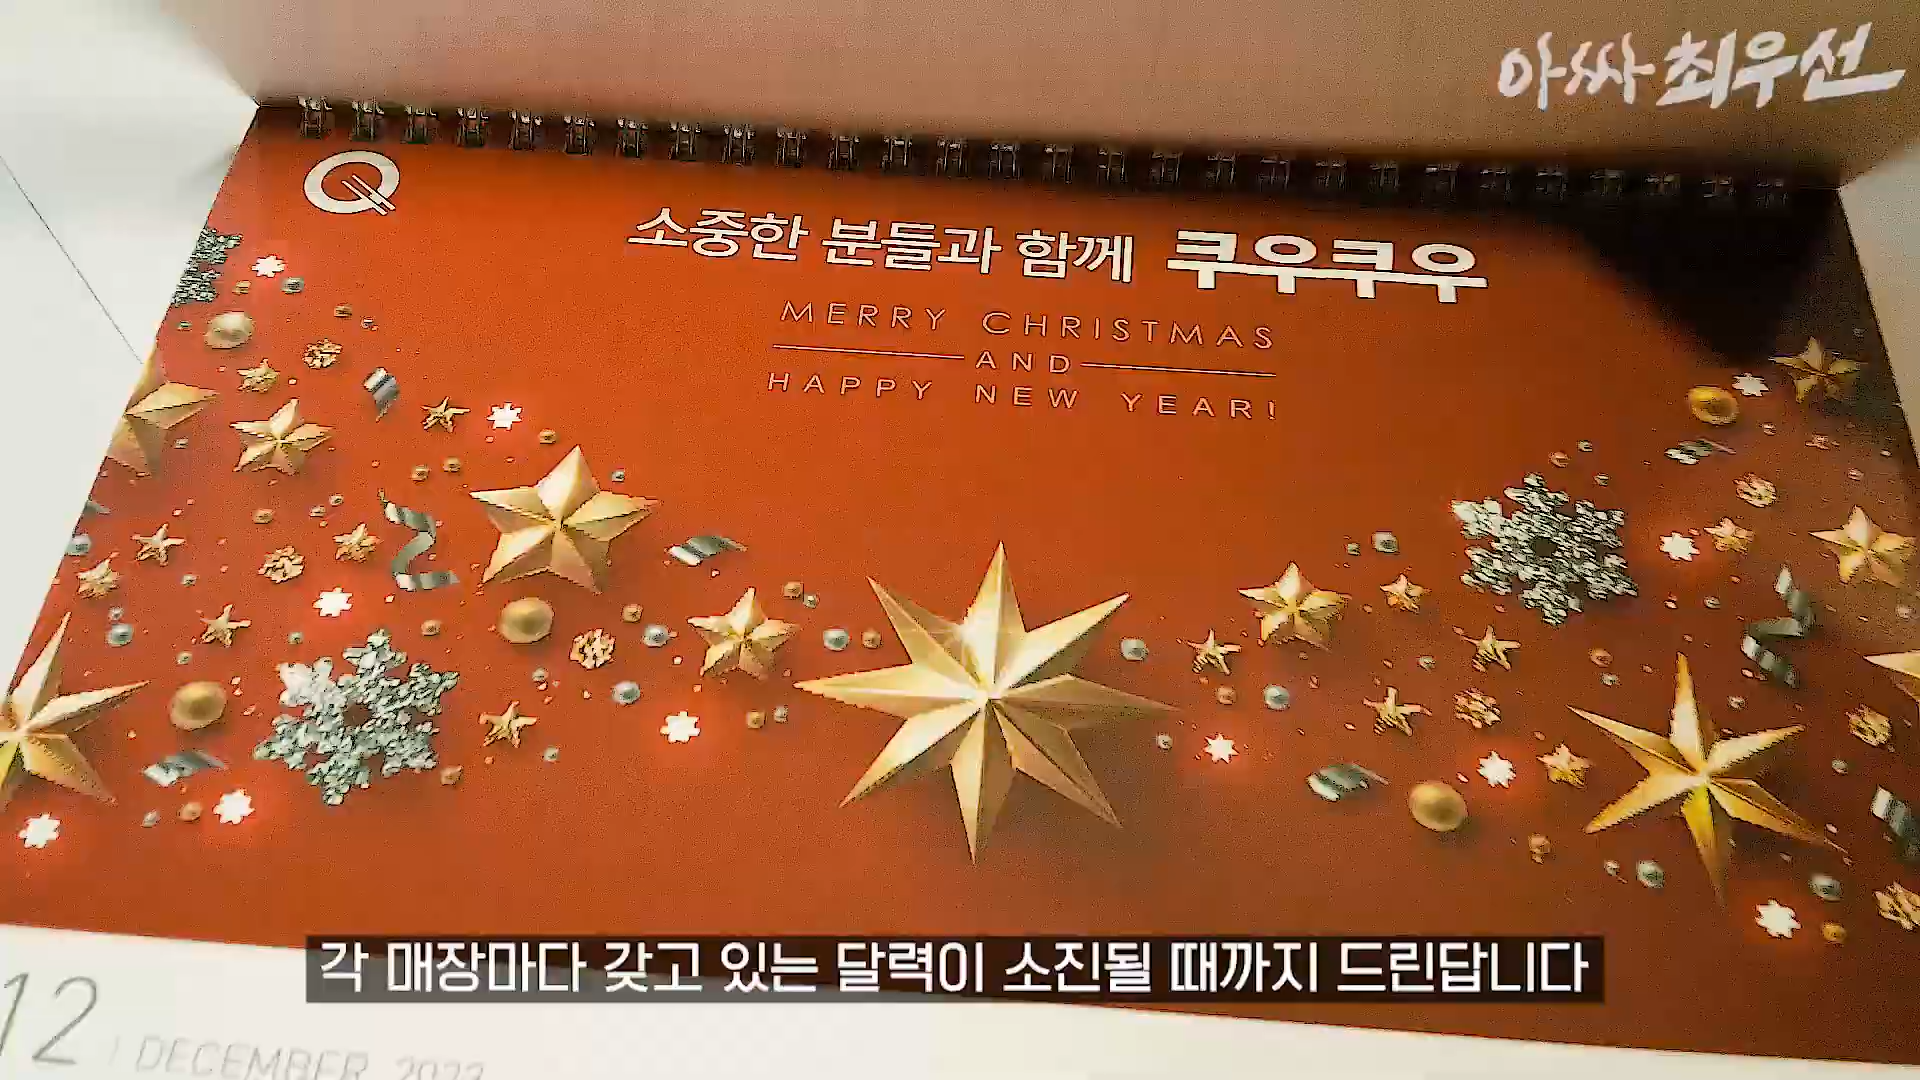 아싸 최우선
Q
소중한 분들과 함께 쿠우쿠우
MERRY CHRISTMAS
AND
HAPPY NEW YEAR!
각 매장마다 갖고 있는 달력이 소진될 때까지 드린답니다
12 DECEMBER